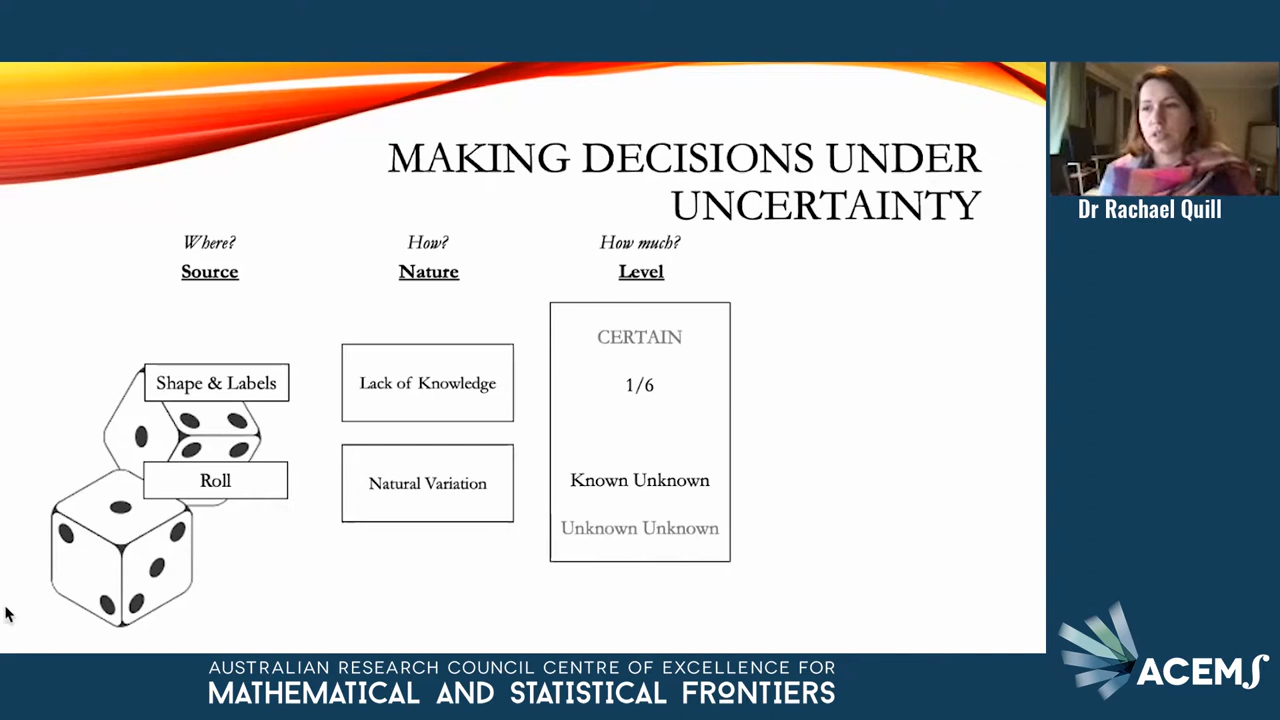 MAKING DECISIONS UNDER
UNCERTAINTY
Where?
Source
How?
Nature
How much?
Level
Shape & Labels
Roll
Lack of Knowledge
Natural Variation
CERTAIN
1/6
Known Unknown
Unknown Unknown
Dr Rachael Quill
AUSTRALIAN RESEARCH COUNCIL CENTRE OF EXCELLENCE FOR
MATHEMATICAL AND STATISTICAL FRONTIERS
ACEMS